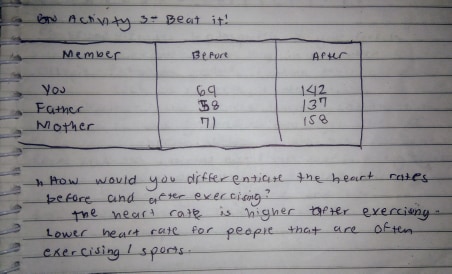 Activity 3- Beat it!
Member Before After
You 69 142
Father 58 137
Mother 71 158
1. How would you differentiate the heart rates
before and after exercising?
the heart rate is higher after exercising.
Lower heart rate for people that are often
exercising / sports.